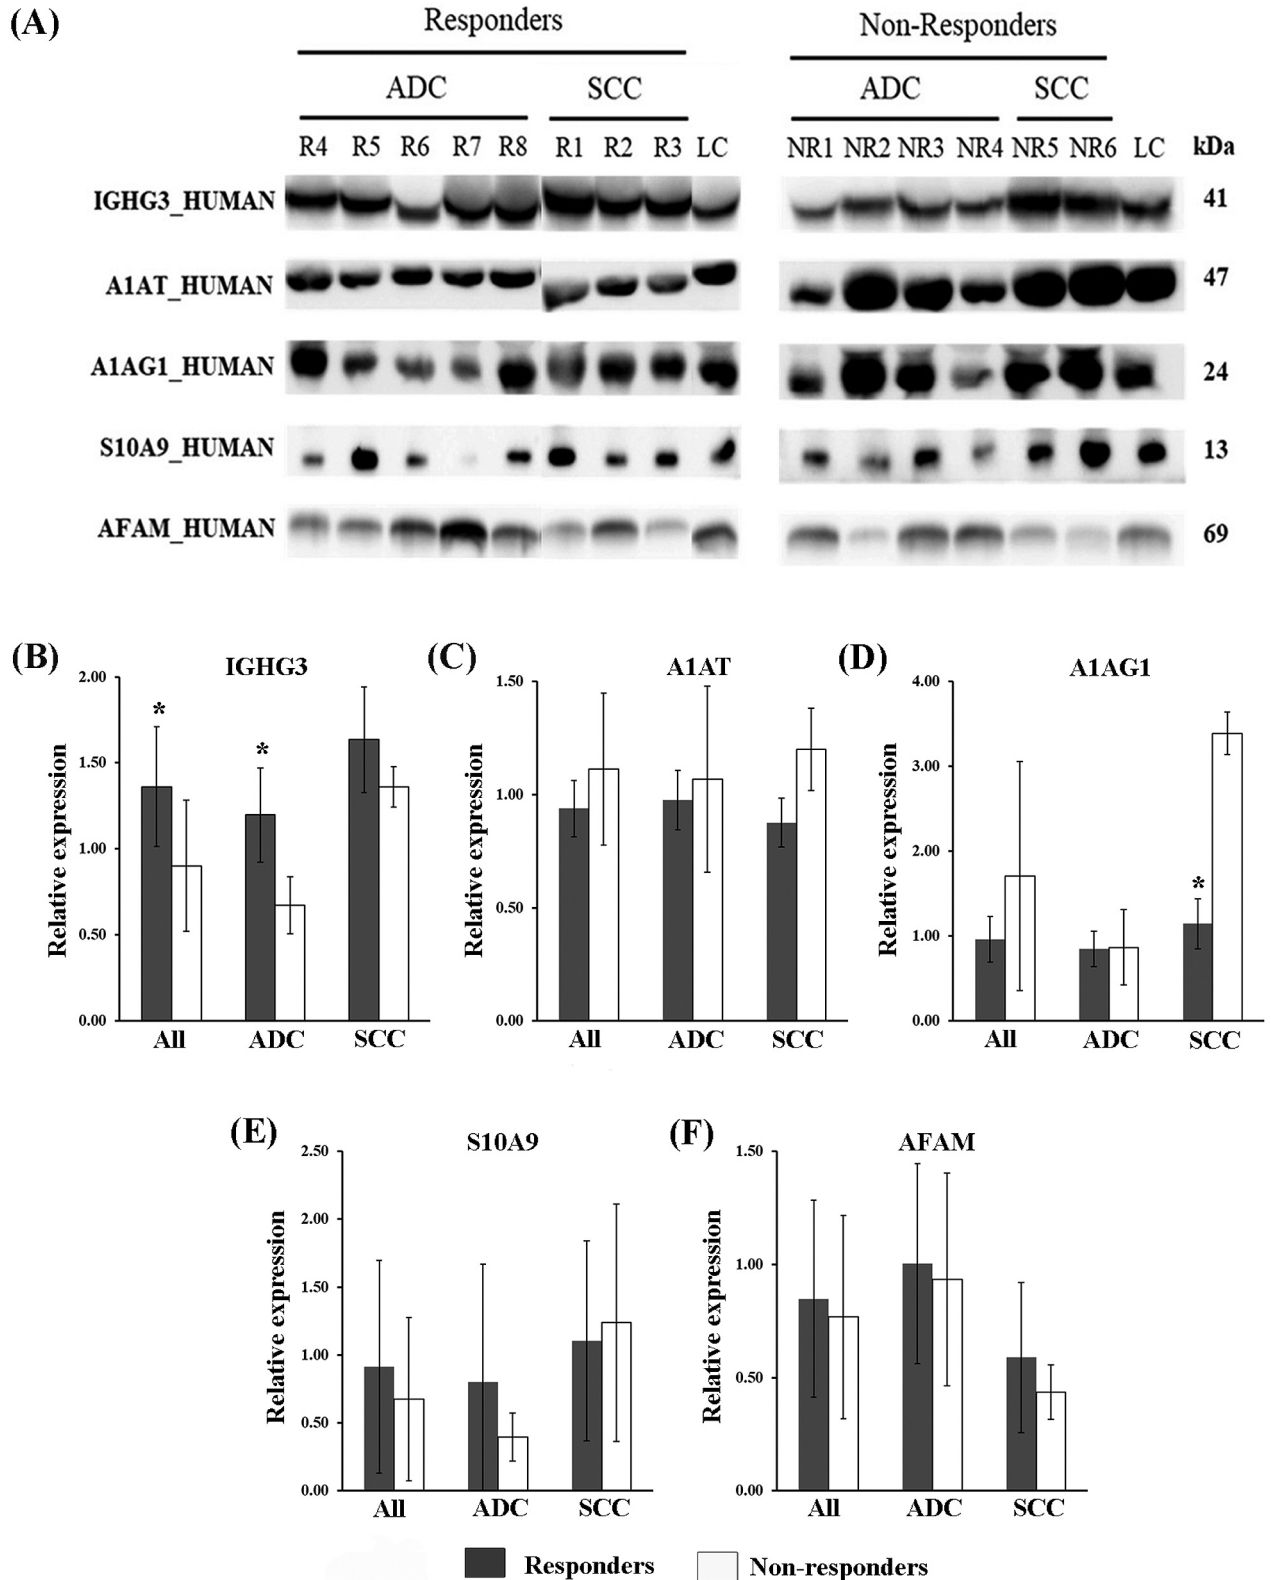 (A)
Responders
Non-Responders
ADC SCC
ADC SCC
R4 R5 R6 R7 R8 R1 R2 R3 LC
NR1 NR2 NR3 NR4 NR5 NR6 LC kDa
IGHG3_HUMAN 41
A1AT_HUMAN 47
A1AG1_HUMAN 24
S10A9_HUMAN 13
AFAM_HUMAN 69
(B)
IGHG3
Relative expression
2.00
1.50
1.00
0.50
0.00
*
*
All ADC SCC
(C)
A1AT
Relative expression
1.50
1.00
0.50
0.00
All ADC SCC
(D)
A1AG1
Relative expression
4.00
3.00
2.00
1.00
0.00
*
All ADC SCC
(E)
S10A9
Relative expression
2.50
2.00
1.50
1.00
0.50
0.00
All ADC SCC
(F)
AFAM
Relative expression
1.50
1.00
0.50
0.00
All ADC SCC
Responders Non-responders